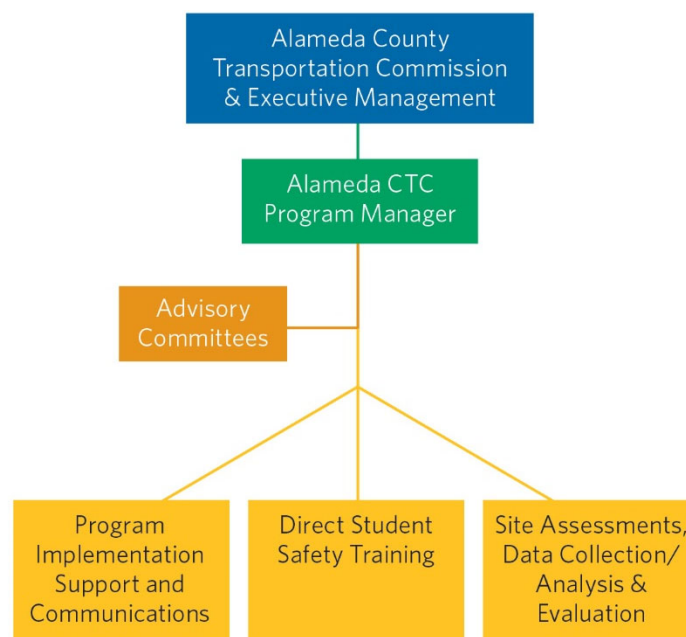 Alameda County
Transportation Commission
& Executive Management
Alameda CTC
Program Manager
Advisory
Committees
Program
Implementation
Support and
Communications
Direct Student
Safety Training
Site Assessments,
Data Collection/
Analysis &
Evaluation